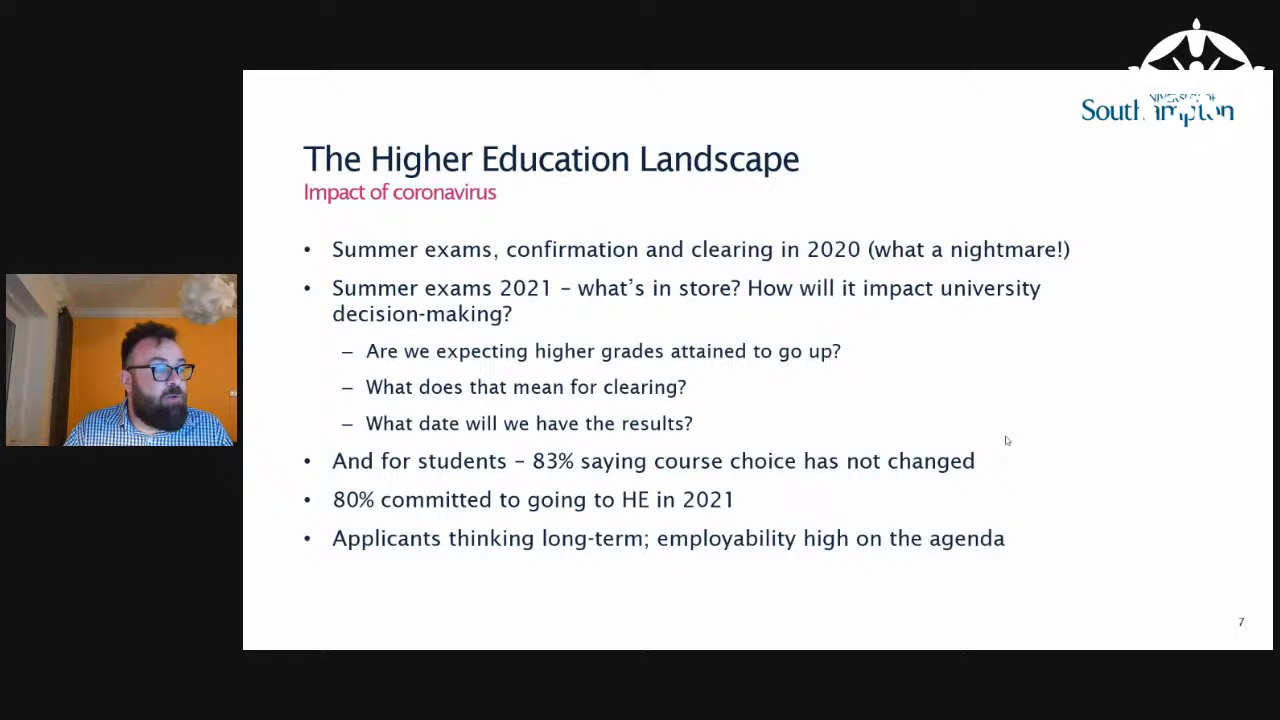 Southampton
The Higher Education Landscape
Impact of coronavirus
• Summer exams, confirmation and clearing in 2020 (what a nightmare!)
• Summer exams 2021 – what's in store? How will it impact university
decision-making?
– Are we expecting higher grades attained to go up?
– What does that mean for clearing?
– What date will we have the results?
• And for students – 83% saying course choice has not changed
• 80% committed to going to HE in 2021
• Applicants thinking long-term; employability high on the agenda
7